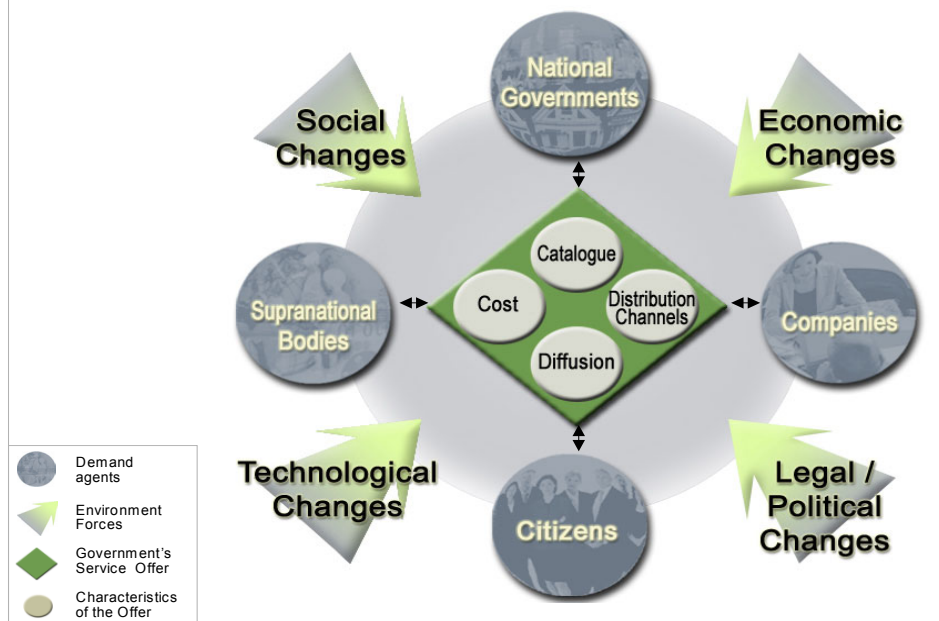 National
Governments
Social
Changes
Economic
Changes
Catalogue
Cost
Distribution
Channels
Diffusion
Supranational
Bodies
Companies
Technological
Changes
Legal /
Political
Changes
Citizens
Demand
agents
Environment
Forces
Government's
Service Offer
Characteristics
of the Offer